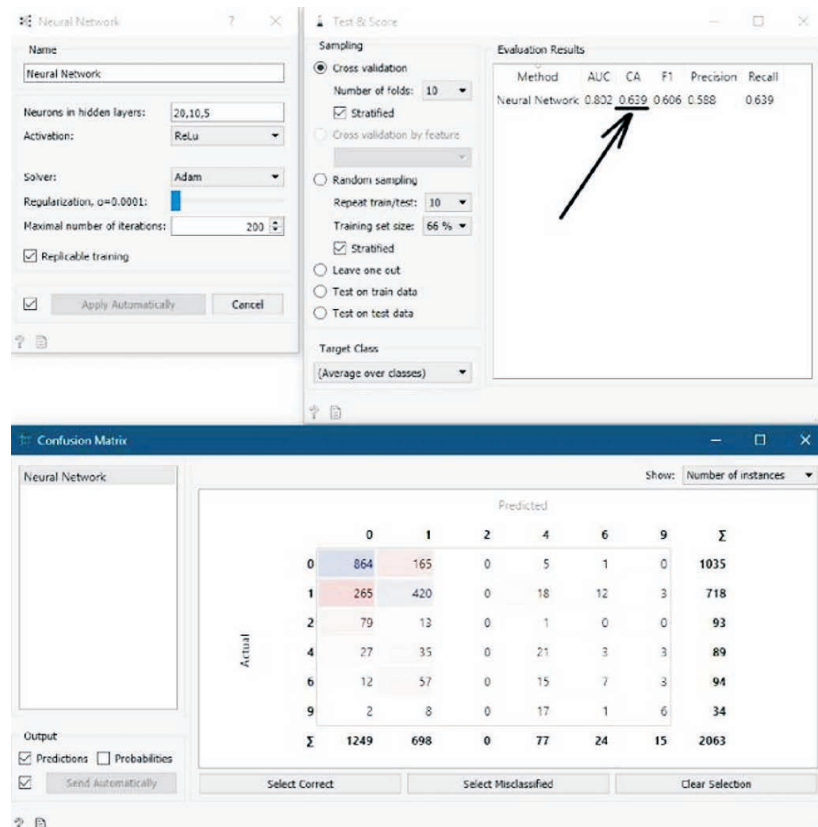 Neural Network ? ×
Name
Neural Network
Neurons in hidden layers: 20,10,5
Activation: ReLu
Solver: Adam
Regularization, α=0.0001:
Maximal number of iterations: 200
Replicable training
Apply Automatically Cancel
?
Test & Score
Sampling
Cross validation
Number of folds: 10
Stratified
Cross validation by feature
Random sampling
Repeat train/test: 10
Training set size: 66 %
Stratified
Leave one out
Test on train data
Test on test data
Target Class
(Average over classes)
?
Evaluation Results
Method AUC CA F1 Precision Recall
Neural Network 0.802 0.639 0.606 0.588 0.639
Confusion Matrix
Neural Network
Show: Number of instances
Predicted
0 1 2 4 6 9 Σ
0 864 165 0 5 1 0 1035
1 265 420 0 18 12 3 718
2 79 13 0 1 0 0 93
Actual
4 27 35 0 21 3 3 89
6 12 57 0 15 7 3 94
9 2 8 0 17 1 6 34
Σ 1249 698 0 77 24 15 2063
Output
Predictions Probabilities
Send Automatically
Select Correct Select Misclassified Clear Selection
?